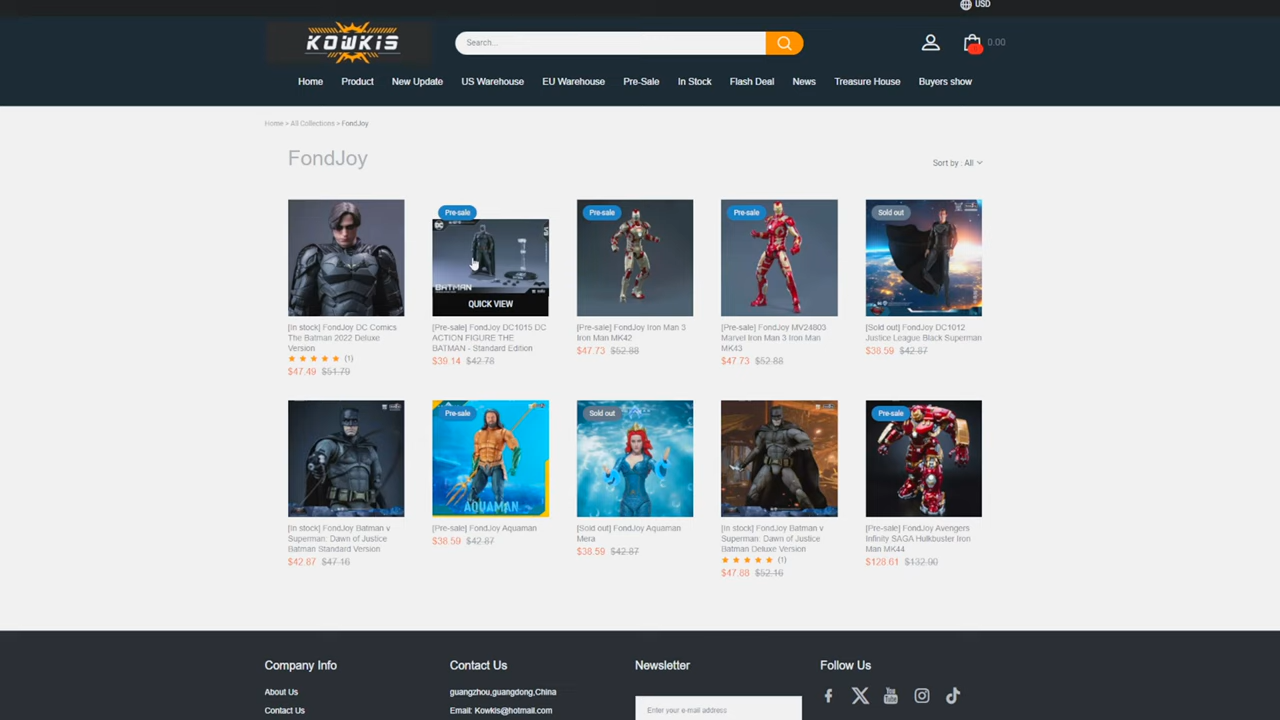 USD
KOWKIS
Search...
0.00
Home Product New Update US Warehouse EU Warehouse Pre-Sale In Stock Flash Deal News Treasure House Buyers show
Home > All Collections > FondJoy
FondJoy
Sort by : All
Pre-sale
BATMAN
QUICK VIEW
Pre-sale
Pre-sale
Sold out
[In stock] FondJoy DC Comics
The Batman 2022 Deluxe
Version
(1)
$47.49 $51.79
[Pre-sale] FondJoy DC1015 DC
ACTION FIGURE THE
BATMAN - Standard Edition
$39.14 $42.78
[Pre-sale] FondJoy Iron Man 3
Iron Man MK42
$47.73 $52.88
[Pre-sale] FondJoy MV24803
Marvel Iron Man 3 Iron Man
MK43
$47.73 $52.88
[Sold out] FondJoy DC1012
Justice League Black Superman
$38.59 $42.87
Pre-sale
AQUAMAN
Sold out
Pre-sale
[In stock] FondJoy Batman v
Superman: Dawn of Justice
Batman Standard Version
$42.87 $47.16
[Pre-sale] FondJoy Aquaman
$38.59 $42.87
[Sold out] FondJoy Aquaman
Mera
$38.59 $42.87
[In stock] FondJoy Batman v
Superman: Dawn of Justice
Batman Deluxe Version
(1)
$47.88 $52.16
[Pre-sale] FondJoy Avengers
Infinity SAGA Hulkbuster Iron
Man MK44
$128.61 $132.90
Company Info
About Us
Contact Us
Contact Us
guangzhou,guangdong,China
Email: Kowkis@hotmail.com
Newsletter
Enter your e-mail address
Follow Us